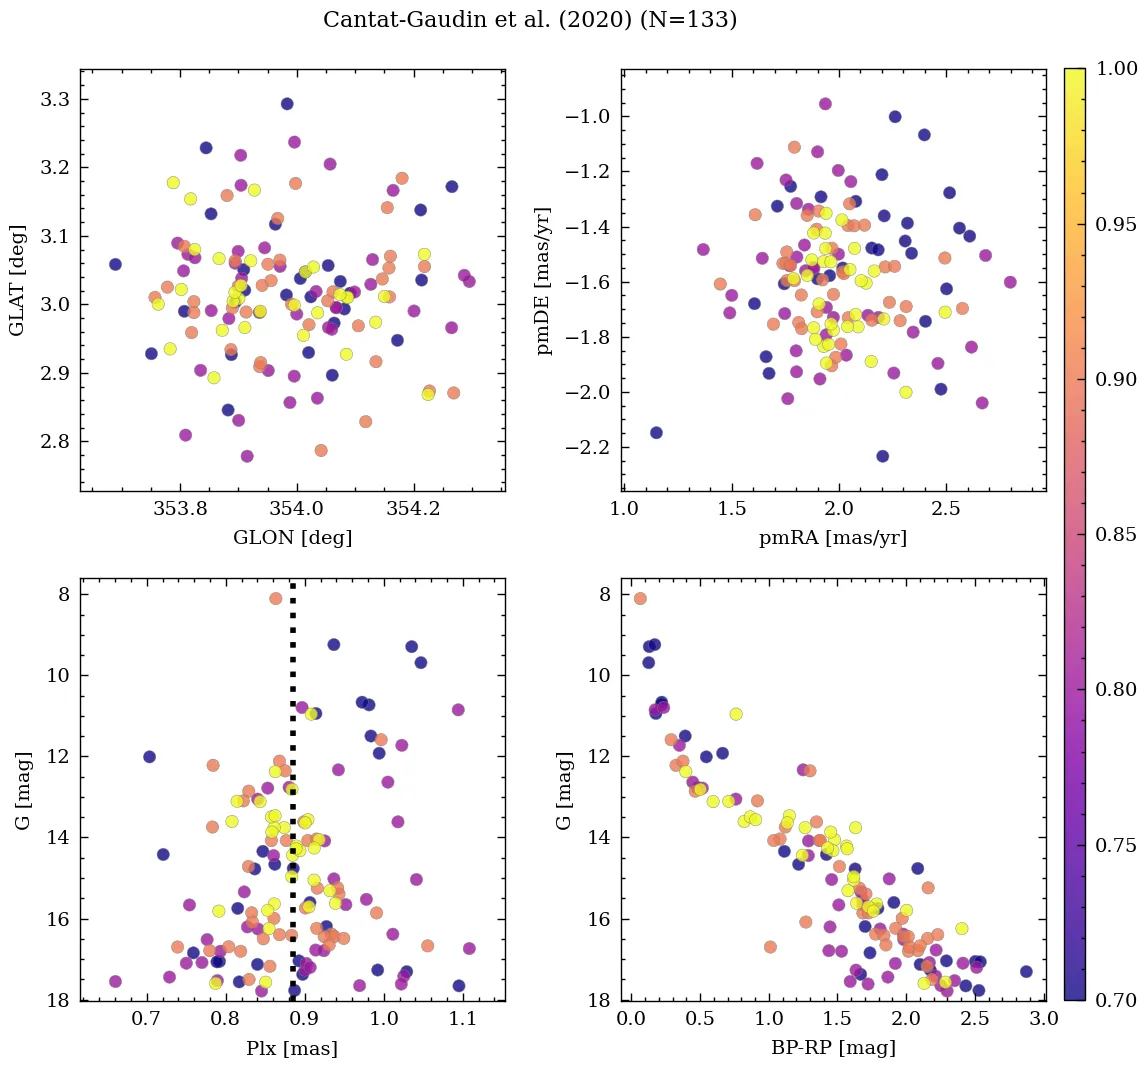 Cantat-Gaudin et al. (2020) (N=133)
3.3
3.2
3.1
3.0
2.9
2.8
GLAT [deg]
353.8 354.0 354.2
GLON [deg]
−1.0
−1.2
−1.4
−1.6
−1.8
−2.0
−2.2
pmDE [mas/yr]
1.0 1.5 2.0 2.5
pmRA [mas/yr]
8
10
12
14
16
18
G [mag]
0.7 0.8 0.9 1.0 1.1
Plx [mas]
8
10
12
14
16
18
G [mag]
0.0 0.5 1.0 1.5 2.0 2.5 3.0
BP-RP [mag]
1.00
0.95
0.90
0.85
0.80
0.75
0.70